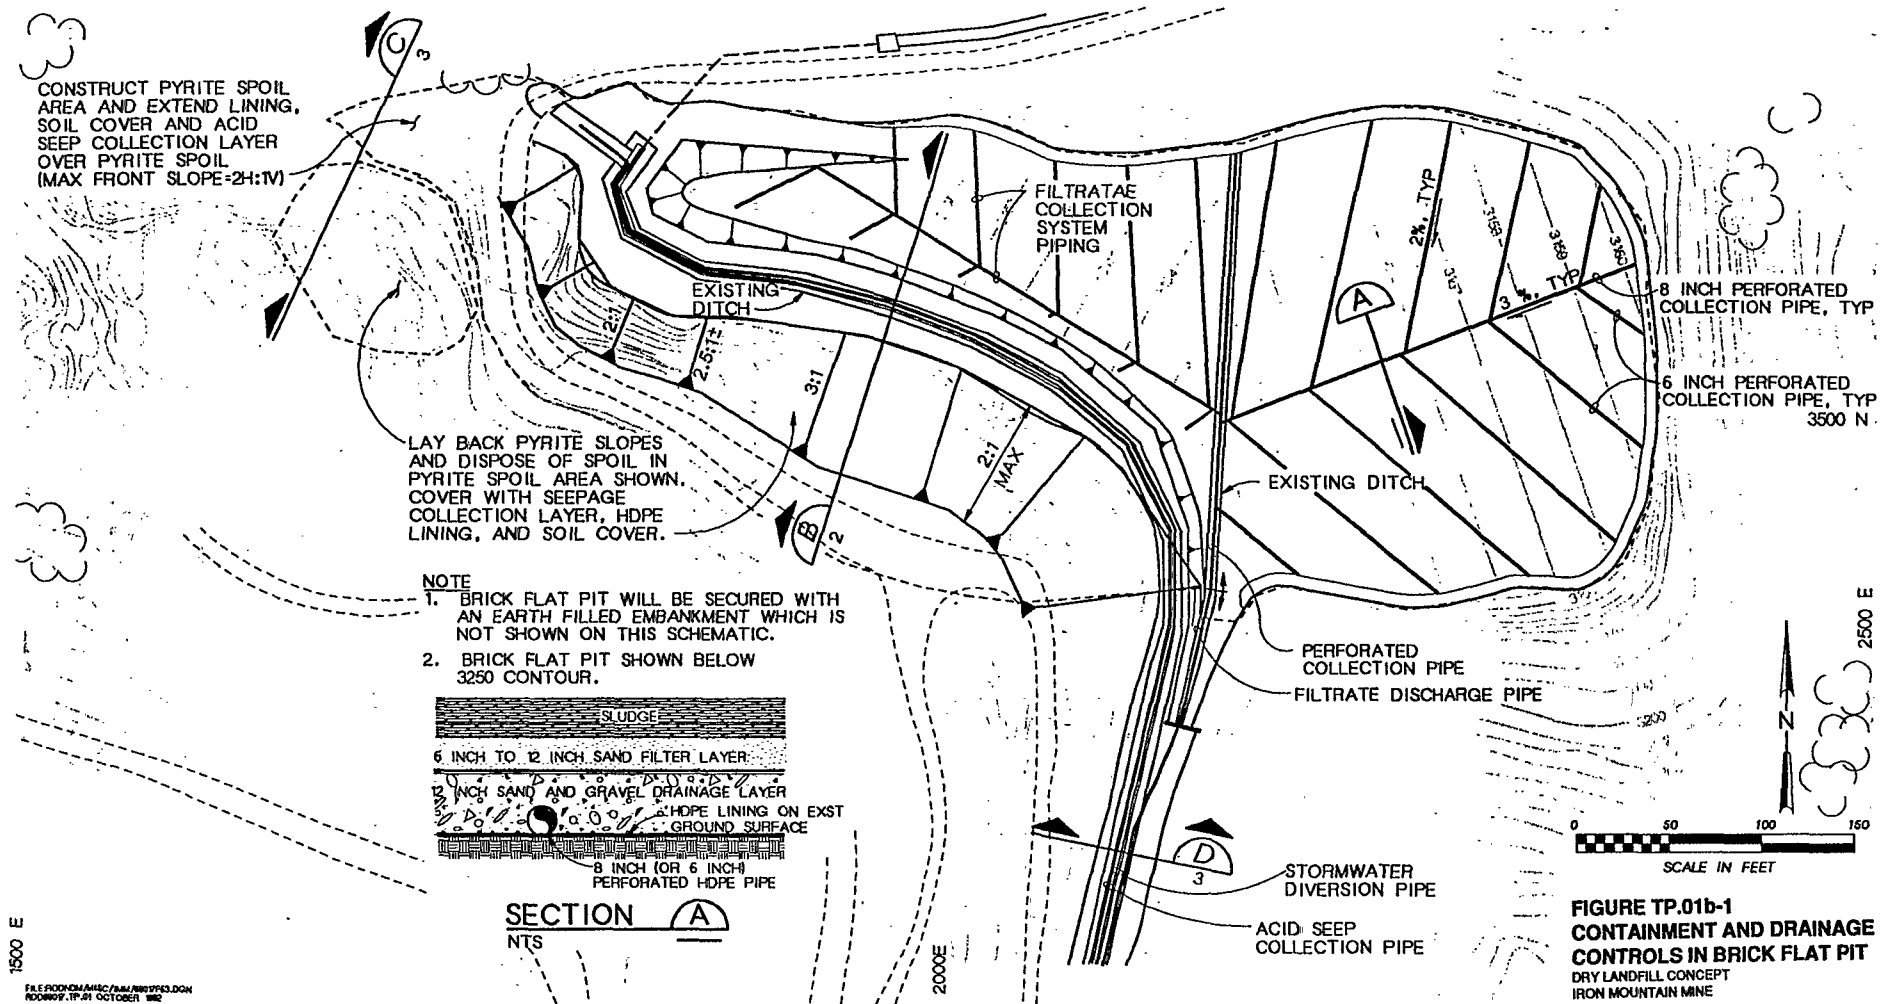 C
3
CONSTRUCT PYRITE SPOIL
AREA AND EXTEND LINING,
SOIL COVER AND ACID
SEEP COLLECTION LAYER
OVER PYRITE SPOIL
(MAX FRONT SLOPE=2H:1V)
FILTRATAE
COLLECTION
SYSTEM
PIPING
2%, TYP
3160
3 %, TYP
8 INCH PERFORATED
COLLECTION PIPE, TYP
A
EXISTING
DITCH
2:1
2.5:1±
3:1
2:1
MAX
6 INCH PERFORATED
COLLECTION PIPE, TYP
3500 N
LAY BACK PYRITE SLOPES
AND DISPOSE OF SPOIL IN
PYRITE SPOIL AREA SHOWN.
COVER WITH SEEPAGE
COLLECTION LAYER, HDPE
LINING, AND SOIL COVER.
EXISTING DITCH
B
2
NOTE
1. BRICK FLAT PIT WILL BE SECURED WITH
AN EARTH FILLED EMBANKMENT WHICH IS
NOT SHOWN ON THIS SCHEMATIC.
2. BRICK FLAT PIT SHOWN BELOW
3250 CONTOUR.
PERFORATED
COLLECTION PIPE
FILTRATE DISCHARGE PIPE
2500 E
3200
N
SLUDGE
6 INCH TO 12 INCH SAND FILTER LAYER
12 INCH SAND AND GRAVEL DRAINAGE LAYER
HDPE LINING ON EXST
GROUND SURFACE
8 INCH (OR 6 INCH)
PERFORATED HDPE PIPE
SECTION A
NTS
D
3
STORMWATER
DIVERSION PIPE
ACID SEEP
COLLECTION PIPE
0 50 100 150
SCALE IN FEET
FIGURE TP.01b-1
CONTAINMENT AND DRAINAGE
CONTROLS IN BRICK FLAT PIT
DRY LANDFILL CONCEPT
IRON MOUNTAIN MINE
1500 E
2000E
OCTOBER 1992